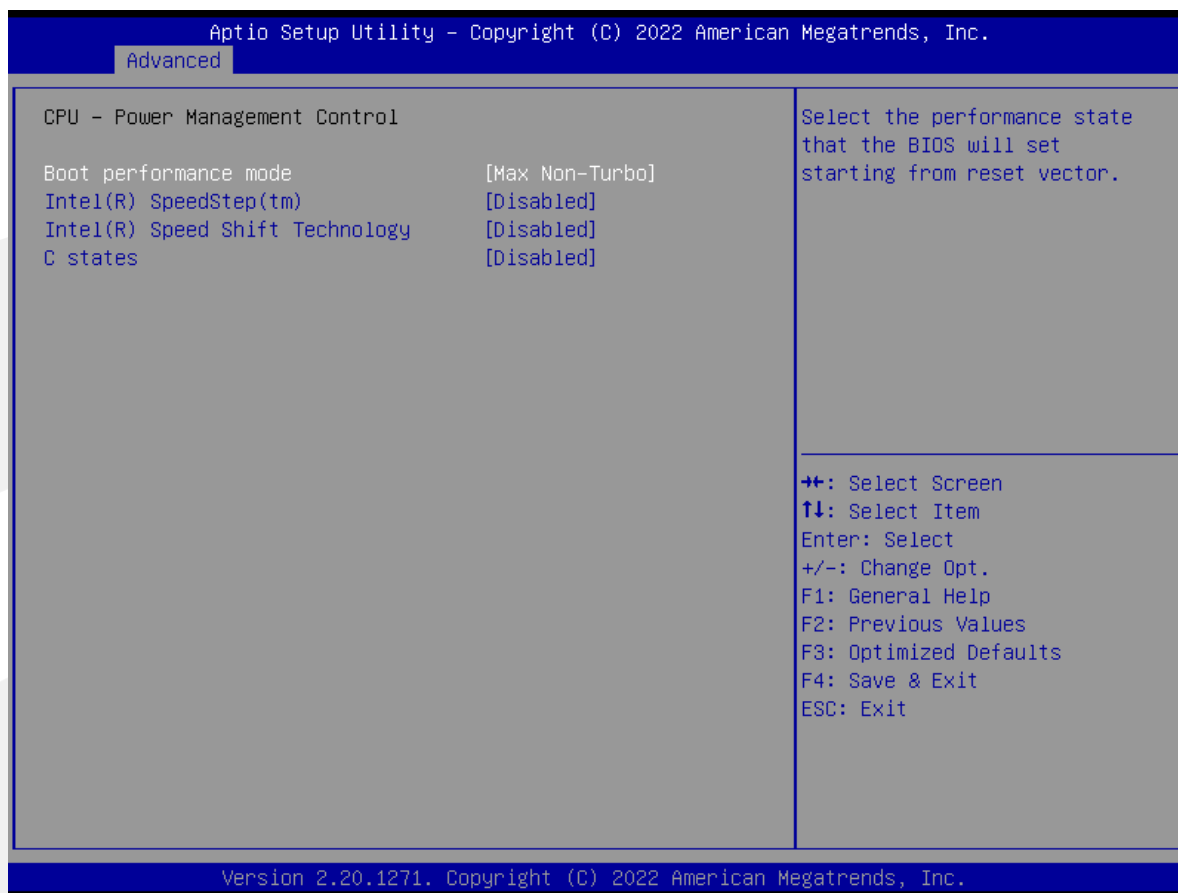 Aptio Setup Utility – Copyright (C) 2022 American Megatrends, Inc.
Advanced
CPU – Power Management Control
Boot performance mode [Max Non-Turbo]
Intel(R) SpeedStep(tm) [Disabled]
Intel(R) Speed Shift Technology [Disabled]
C states [Disabled]
Select the performance state
that the BIOS will set
starting from reset vector.
→←: Select Screen
↑↓: Select Item
Enter: Select
+/-: Change Opt.
F1: General Help
F2: Previous Values
F3: Optimized Defaults
F4: Save & Exit
ESC: Exit
Version 2.20.1271. Copyright (C) 2022 American Megatrends, Inc.